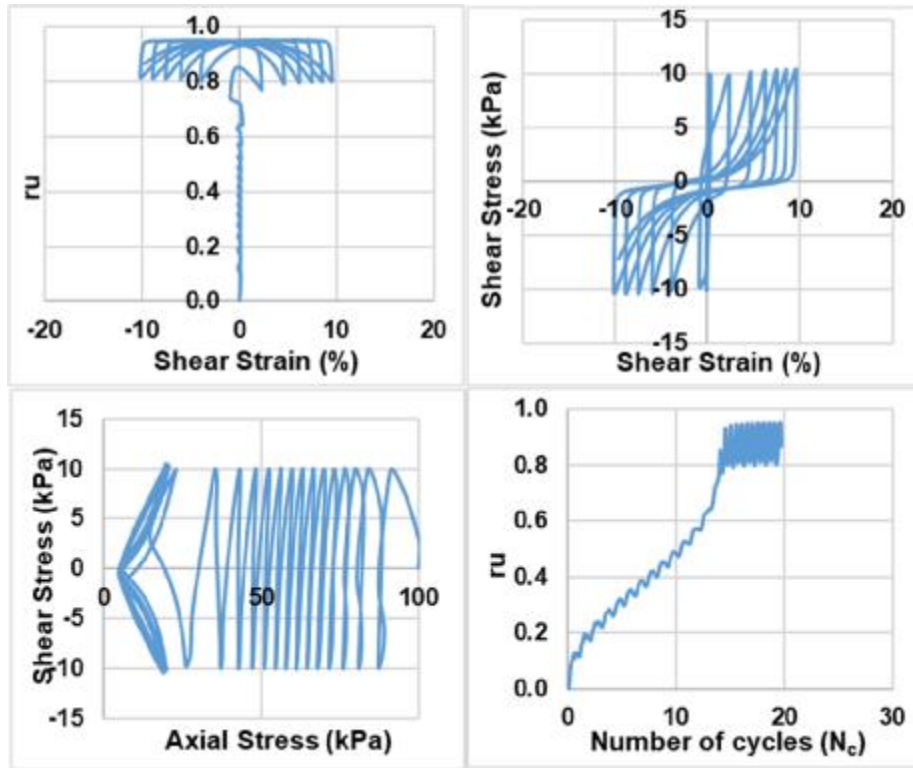 1.0
0.8
0.6
0.4
0.2
0.0
ru
-20 -10 0 10 20
Shear Strain (%)
15
10
5
0
-5
-10
-15
Shear Stress (kPa)
-20 -10 0 10 20
Shear Strain (%)
15
10
5
0
-5
-10
-15
Shear Stress (kPa)
0 50 100
Axial Stress (kPa)
1.0
0.8
0.6
0.4
0.2
0.0
ru
0 10 20 30
Number of cycles (Nc)